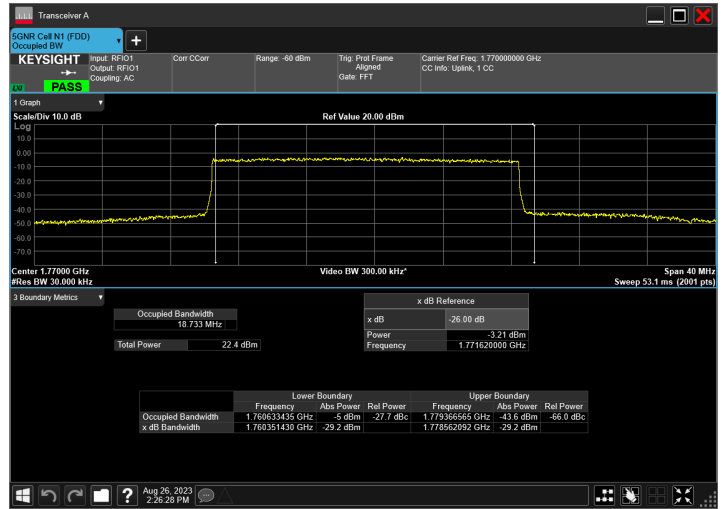 Transceiver A
5GNR Cell N1 (FDD)
Occupied BW
KEYSIGHT
Input: RFIO1
Output: RFIO1
Coupling: AC
Corr CCorr
Range: -60 dBm
Trig: Prot Frame
Aligned
Gate: FFT
Carrier Ref Freq: 1.770000000 GHz
CC Info: Uplink, 1 CC
LXI PASS
1 Graph
Scale/Div 10.0 dB
Ref Value 20.00 dBm
Log
10.0
0.00
-10.0
-20.0
-30.0
-40.0
-50.0
-60.0
-70.0
Center 1.77000 GHz
Video BW 300.00 kHz*
Span 40 MHz
#Res BW 30.000 kHz
Sweep 53.1 ms (2001 pts)
3 Boundary Metrics
Occupied Bandwidth
18.733 MHz
Total Power 22.4 dBm
x dB Reference
x dB -26.00 dB
Power -3.21 dBm
Frequency 1.771620000 GHz
Lower Boundary Upper Boundary
Frequency Abs Power Rel Power Frequency Abs Power Rel Power
Occupied Bandwidth 1.760633435 GHz -5 dBm -27.7 dBc 1.779366565 GHz -43.6 dBm -66.0 dBc
x dB Bandwidth 1.760351430 GHz -29.2 dBm 1.778562092 GHz -29.2 dBm
Aug 26, 2023
2:26:28 PM